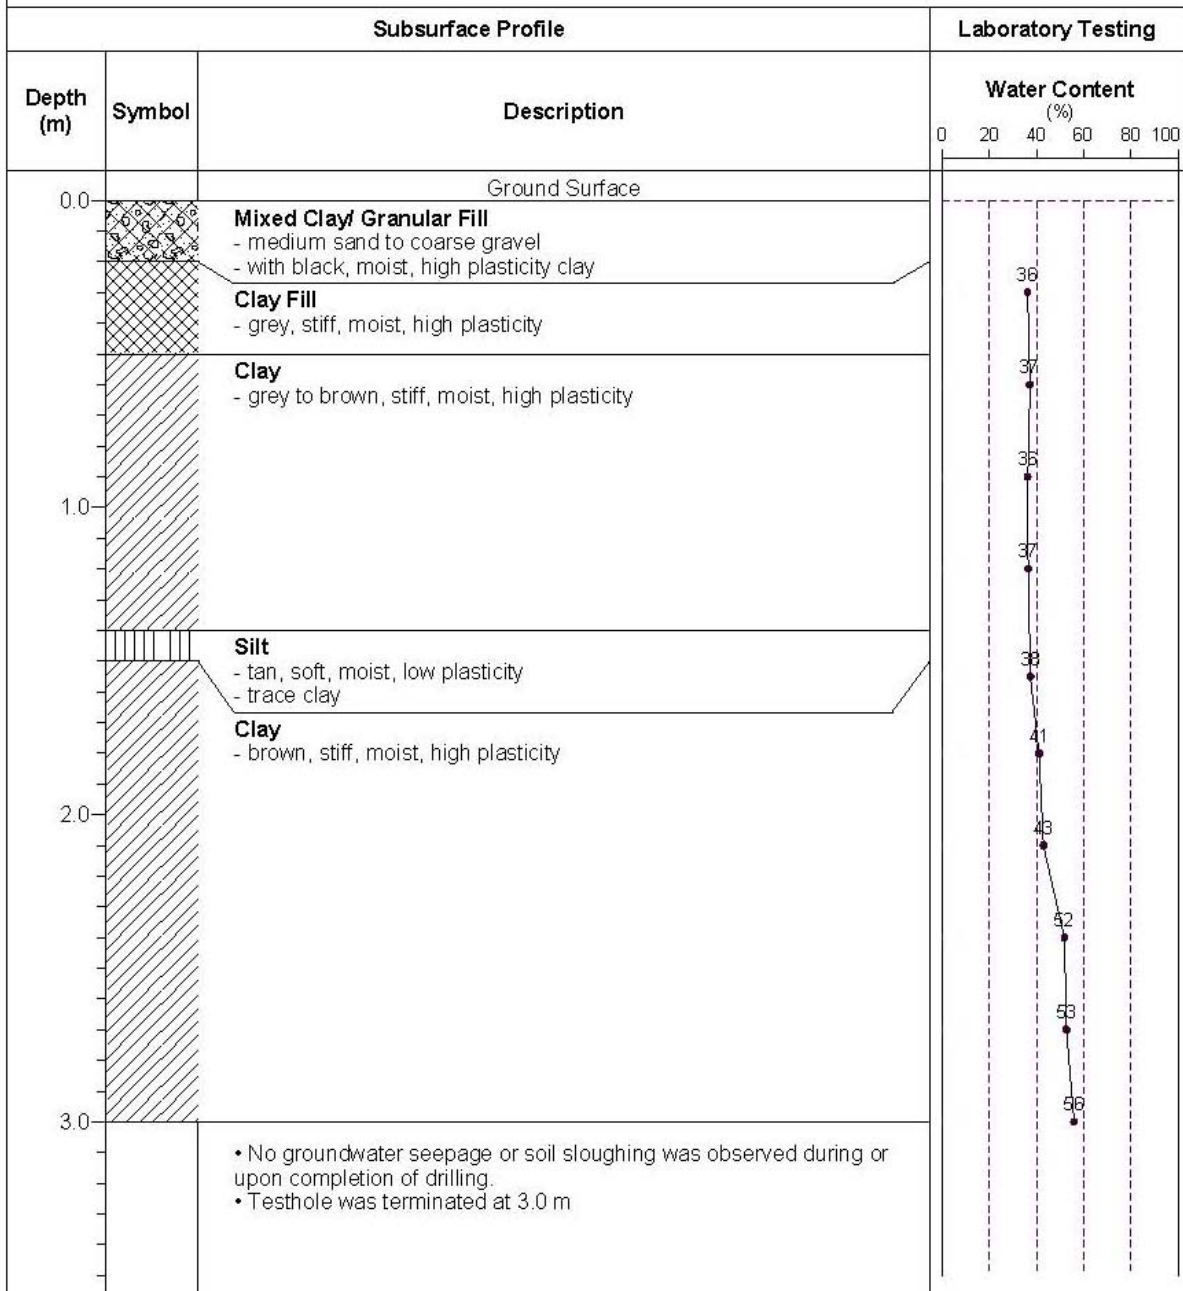 Subsurface Profile
Laboratory Testing
Depth
(m)
Symbol
Description
Water Content
(%)
0 20 40 60 80 100
Ground Surface
0.0
Mixed Clay/ Granular Fill
- medium sand to coarse gravel
- with black, moist, high plasticity clay
36
Clay Fill
- grey, stiff, moist, high plasticity
Clay
37
- grey to brown, stiff, moist, high plasticity
1.0
37
Silt
- tan, soft, moist, low plasticity
38
- trace clay
Clay
41
- brown, stiff, moist, high plasticity
2.0
43
52
53
3.0
56
• No groundwater seepage or soil sloughing was observed during or
upon completion of drilling.
• Testhole was terminated at 3.0 m